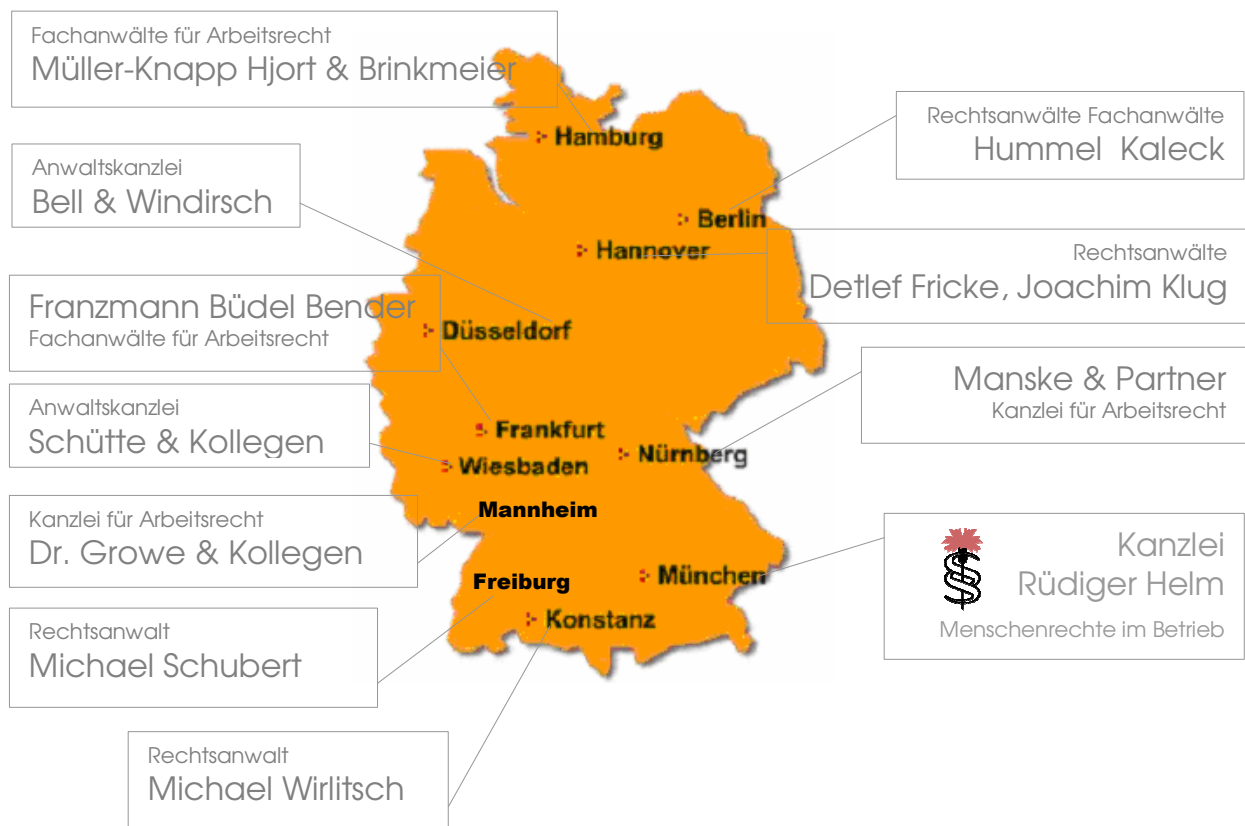 Fachanwälte für Arbeitsrecht
Müller-Knapp Hjort & Brinkmeier
Hamburg
Rechtsanwälte Fachanwälte
Hummel Kaleck
Anwaltskanzlei
Bell & Windirsch
Berlin
Hannover
Rechtsanwälte
Detlef Fricke, Joachim Klug
Franzmann Büdel Bender
Fachanwälte für Arbeitsrecht
Düsseldorf
Manske & Partner
Kanzlei für Arbeitsrecht
Anwaltskanzlei
Schütte & Kollegen
Frankfurt
Nürnberg
Wiesbaden
Kanzlei für Arbeitsrecht
Dr. Growe & Kollegen
Mannheim
Kanzlei
Rüdiger Helm
Menschenrechte im Betrieb
Freiburg
München
Konstanz
Rechtsanwalt
Michael Schubert
Rechtsanwalt
Michael Wirlitsch